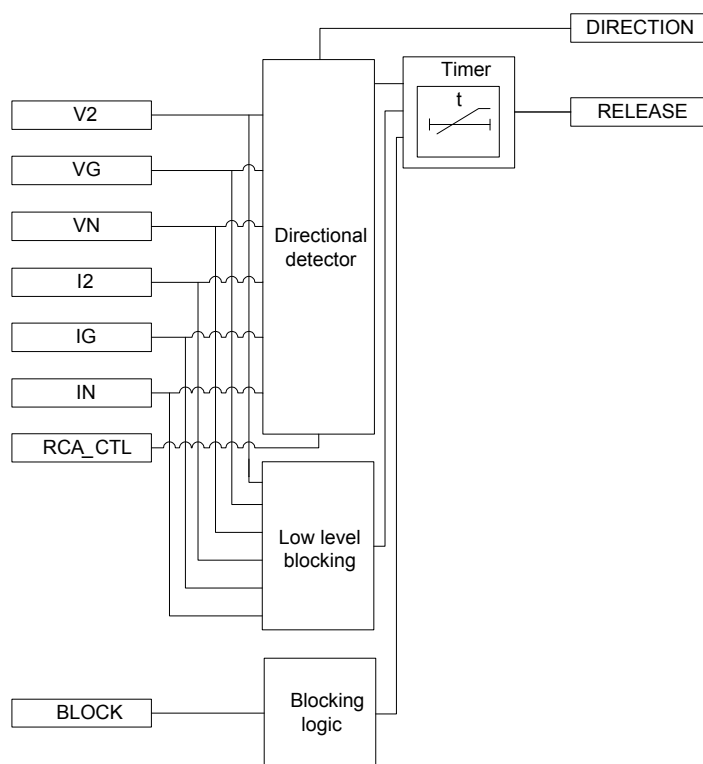 DIRECTION
Timer
t
V2
RELEASE
VG
VN
Directional
detector
I2
IG
IN
RCA_CTL
Low level
blocking
BLOCK
Blocking
logic